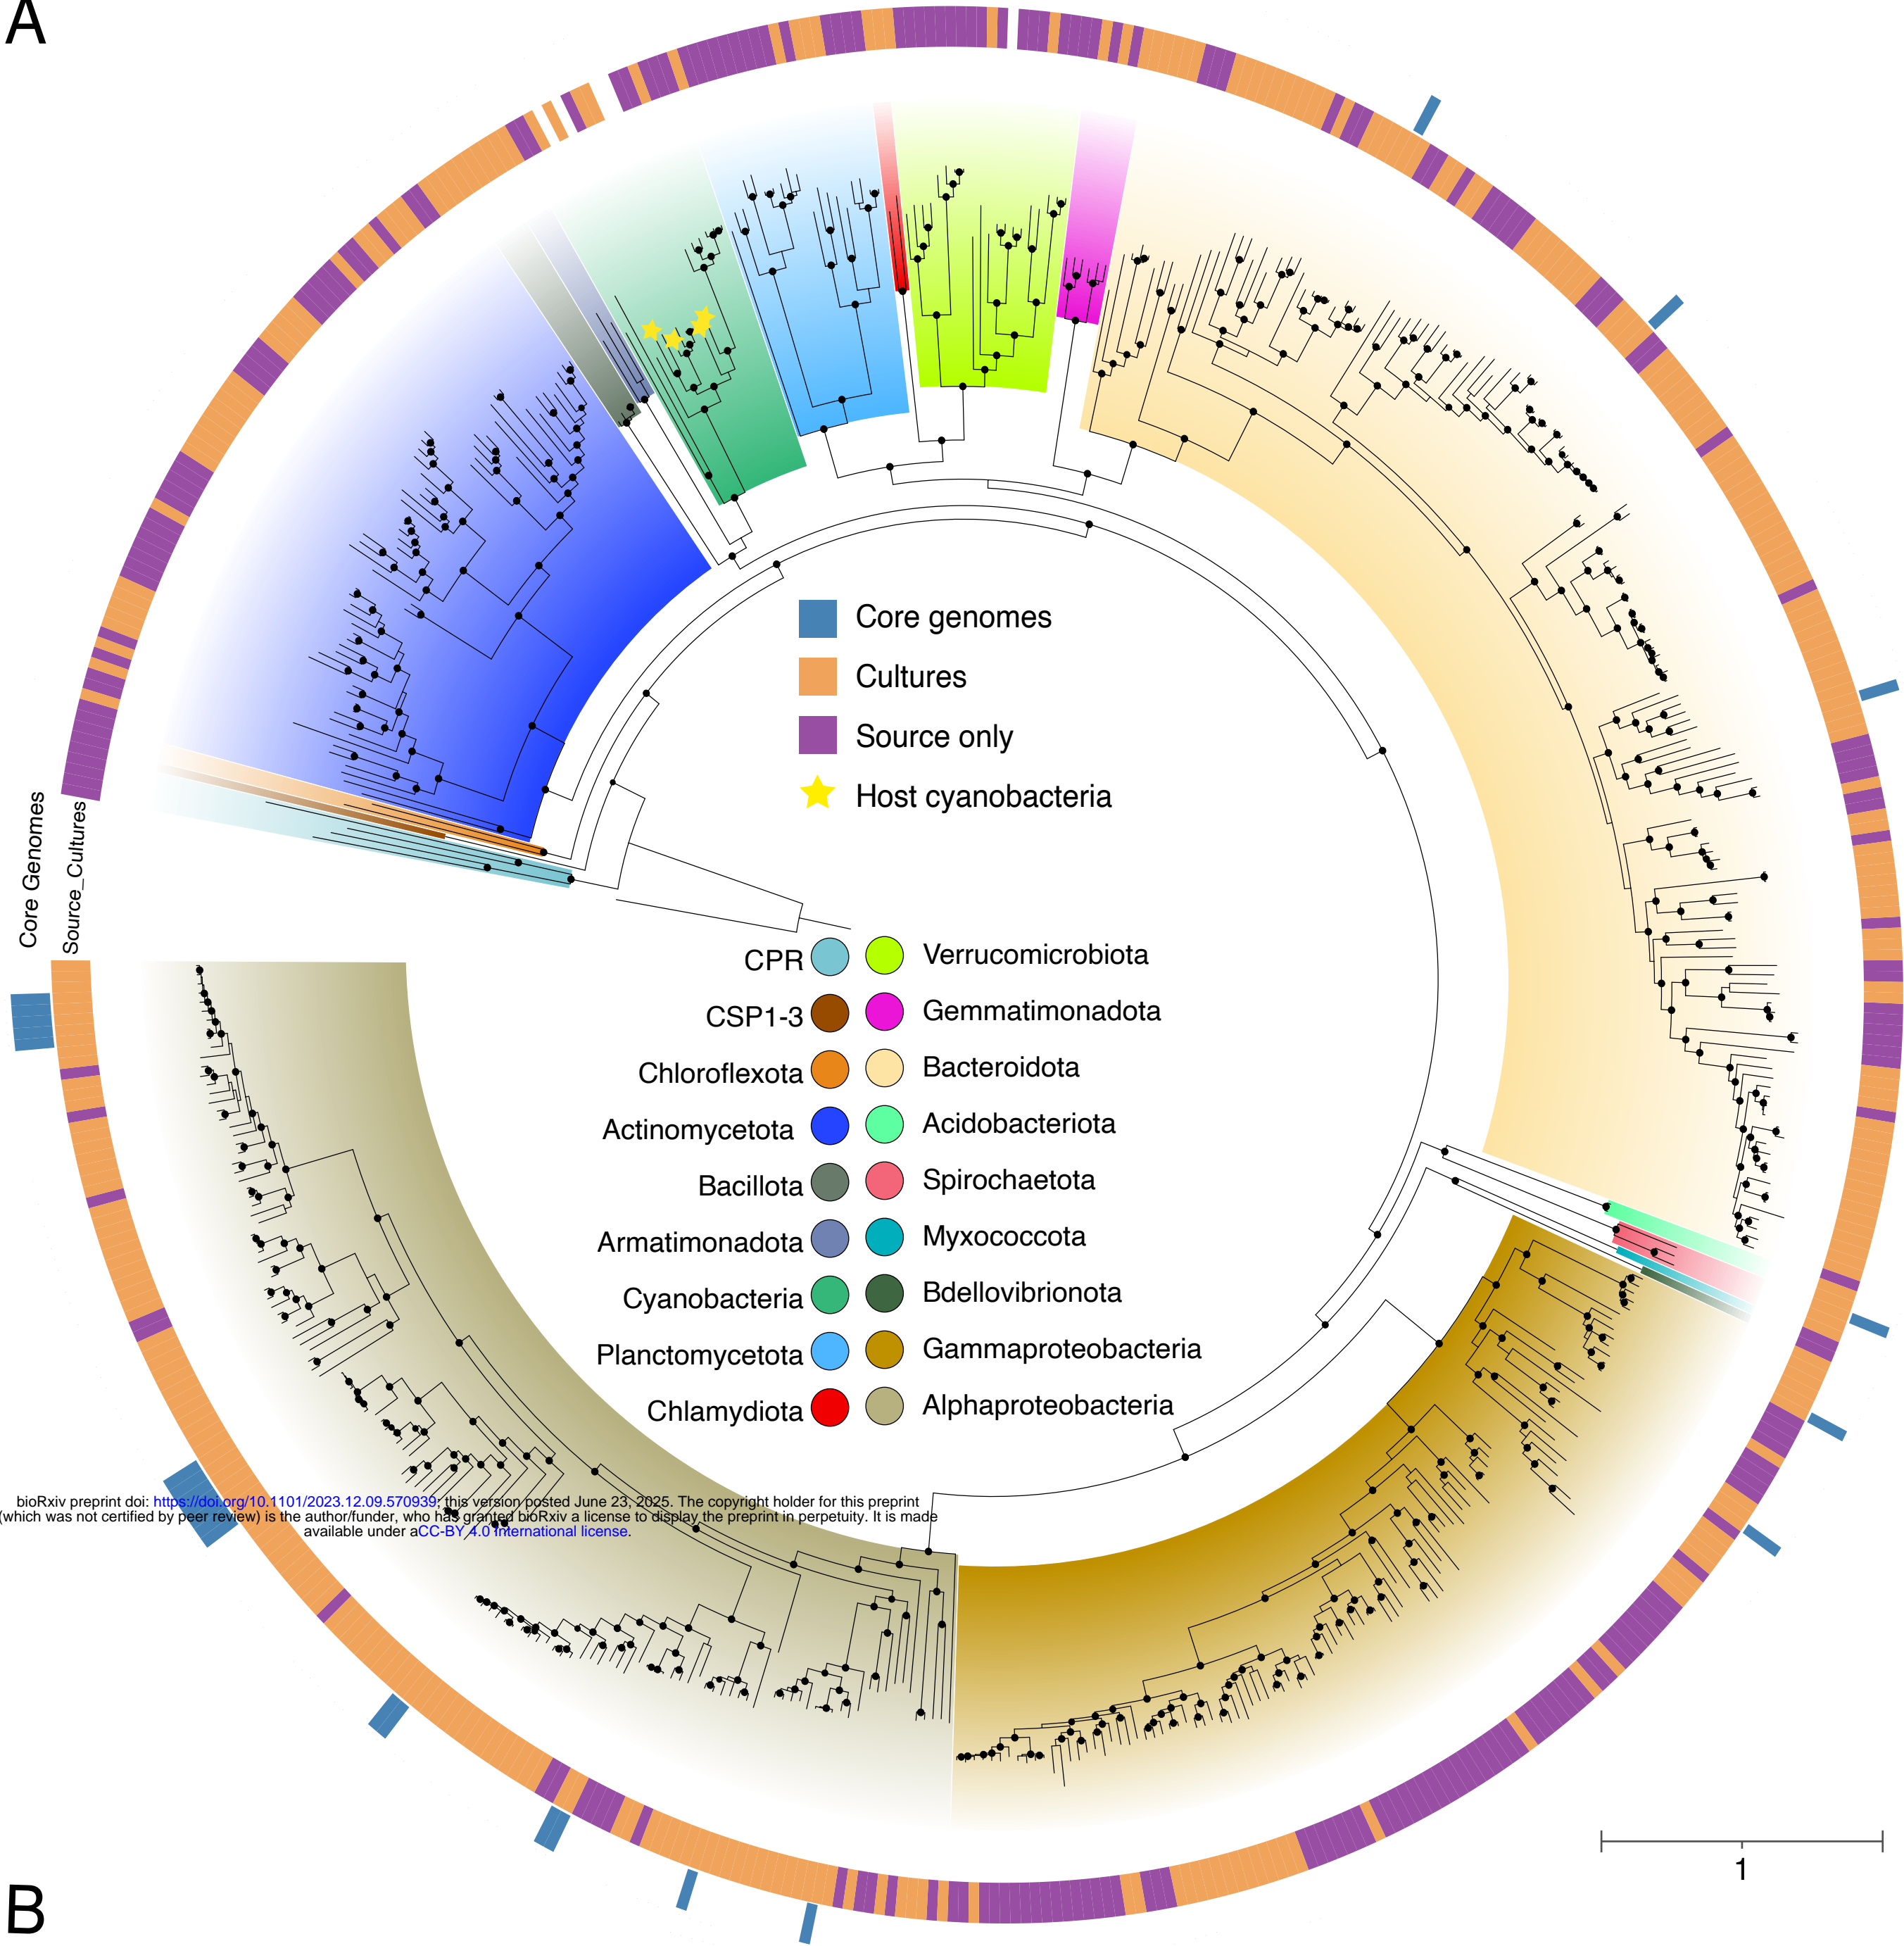 A
Core genomes
Cultures
Source only
Host cyanobacteria
Core Genomes
Source_Cultures
CPR
Verrucomicrobiota
CSP1-3
Gemmatimonadota
Chloroflexota
Bacteroidota
Actinomycetota
Acidobacteriota
Bacillota
Spirochaetota
Armatimonadota
Myxococcota
Cyanobacteria
Bdellovibrionota
Planctomycetota
Gammaproteobacteria
Chlamydiota
Alphaproteobacteria
bioRxiv preprint doi: https://doi.org/10.1101/2023.12.09.570939; this version posted June 23, 2025. The copyright holder for this preprint
(which was not certified by peer review) is the author/funder, who has granted bioRxiv a license to display the preprint in perpetuity. It is made
available under aCC-BY 4.0 International license.
1
B